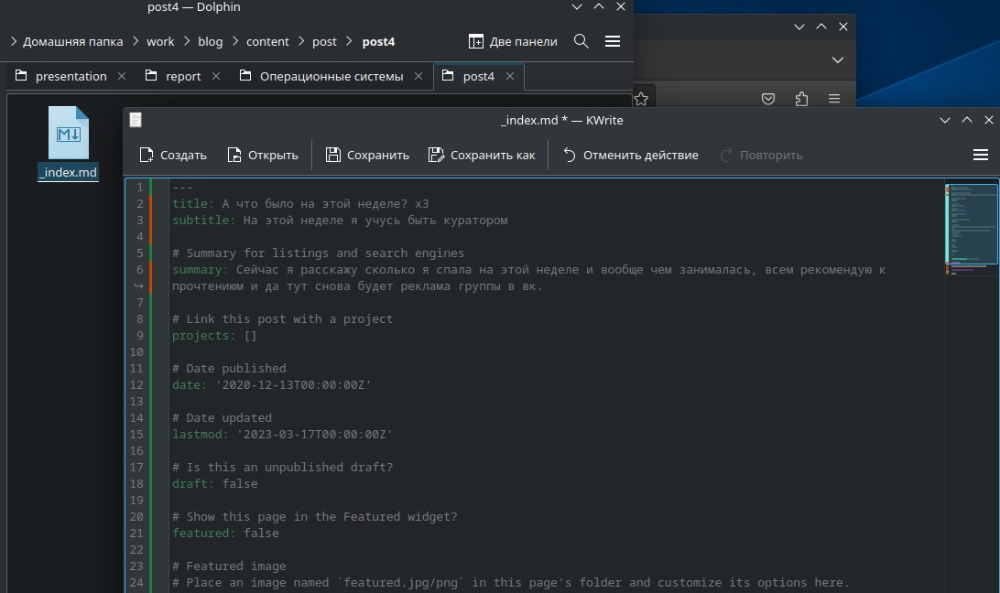 post4 — Dolphin
Домашняя папка
work
blog
content
post
post4
Две панели
presentation
report
Операционные системы
post4
_index.md
_index.md * — KWrite
Создать
Открыть
Сохранить
Сохранить как
Отменить действие
Повторить
1 ---
2 title: А что было на этой неделе? x3
3 subtitle: На этой неделе я учусь быть куратором
4
5 # Summary for listings and search engines
6 summary: Сейчас я расскажу сколько я спала на этой неделе и вообще чем занималась, всем рекомендую к
прочтениюм и да тут снова будет реклама группы в вк.
7
8 # Link this post with a project
9 projects: []
10
11 # Date published
12 date: '2020-12-13T00:00:00Z'
13
14 # Date updated
15 lastmod: '2023-03-17T00:00:00Z'
16
17 # Is this an unpublished draft?
18 draft: false
19
20 # Show this page in the Featured widget?
21 featured: false
22
23 # Featured image
24 # Place an image named `featured.jpg/png` in this page's folder and customize its options here.